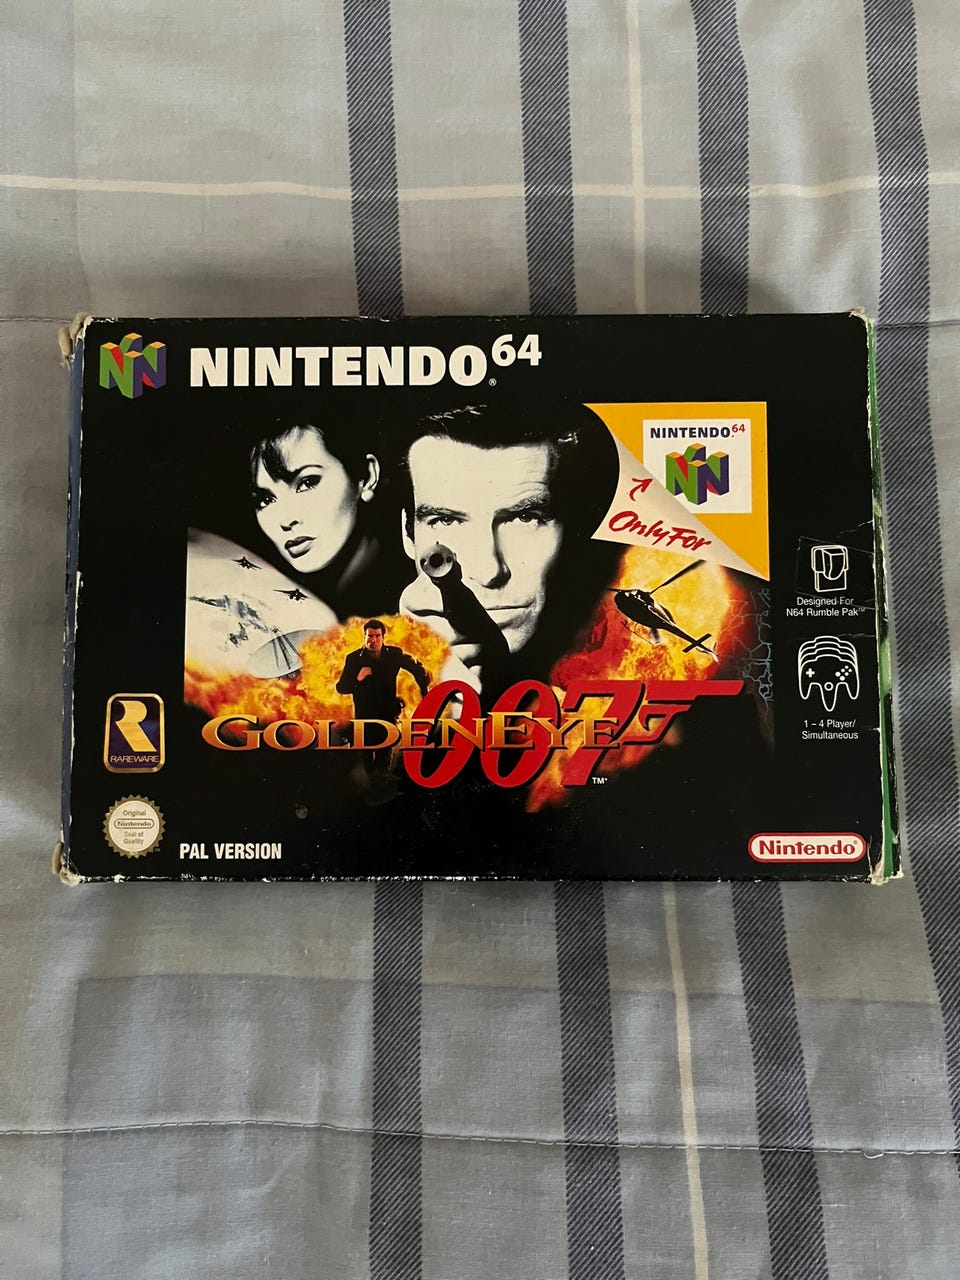 NINTENDO64®
NINTENDO64
Only For
Designed For
N64 Rumble Pak™
1 – 4 Player/
Simultaneous
GOLDENEYE
007
™
RAREWARE
Original
Nintendo
Seal of
Quality
PAL VERSION
Nintendo®